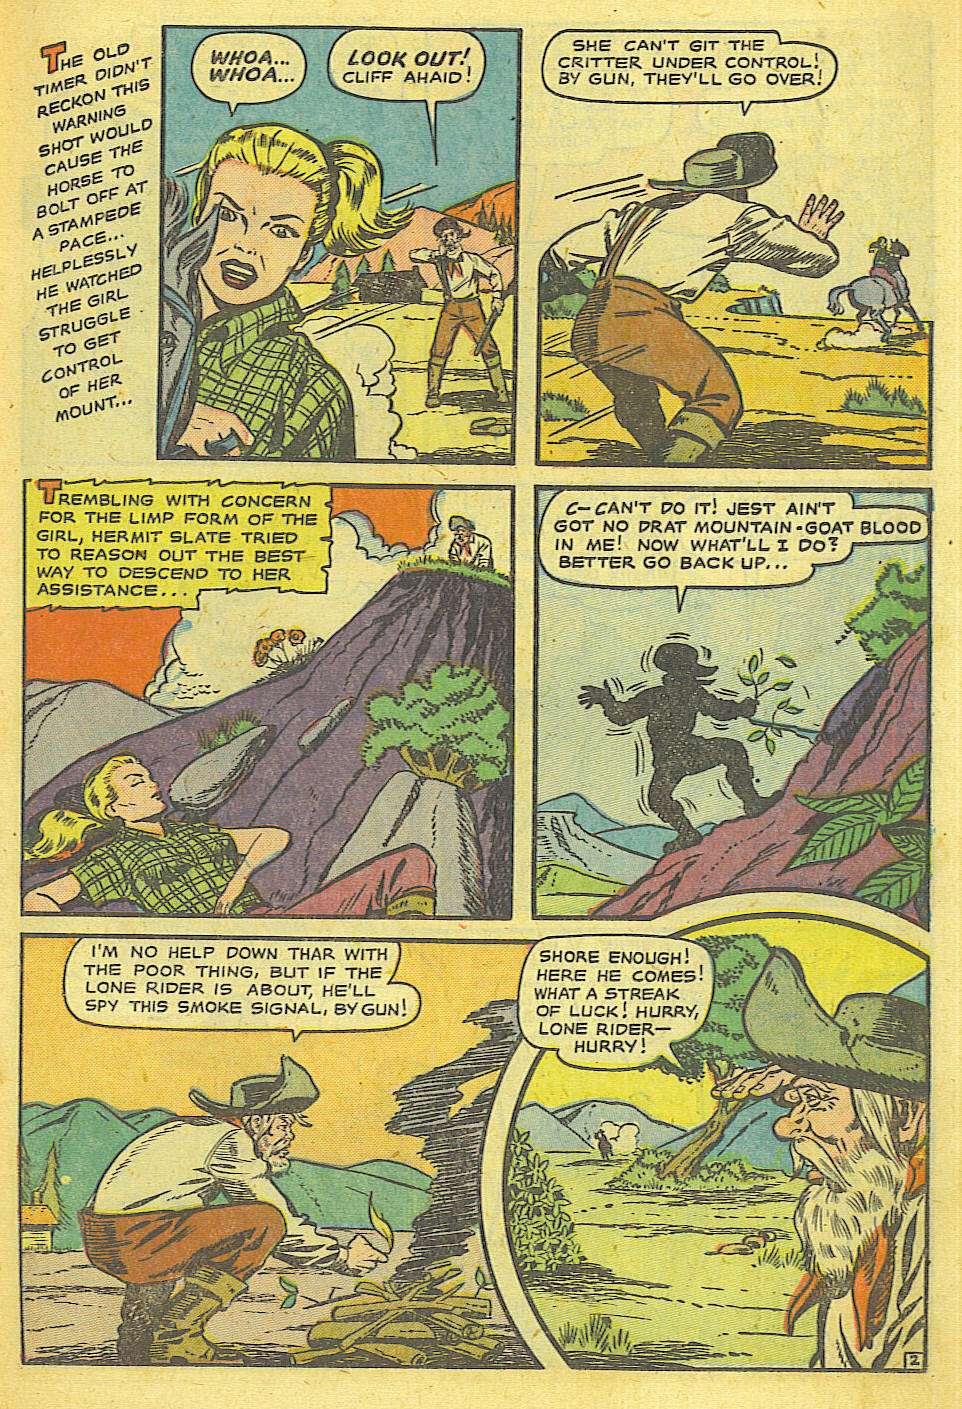 THE OLD
TIMER DIDN'T
RECKON THIS
WARNING
SHOT WOULD
CAUSE THE
HORSE TO
BOLT OFF AT
A STAMPEDE
PACE...
HELPLESSLY
HE WATCHED
THE GIRL
STRUGGLE
TO GET
CONTROL
OF HER
MOUNT...
WHOA...
WHOA...
LOOK OUT!
CLIFF AHAID!
SHE CAN'T GIT THE
CRITTER UNDER CONTROL!
BY GUN, THEY'LL GO OVER!
TREMBLING WITH CONCERN
FOR THE LIMP FORM OF THE
GIRL, HERMIT SLATE TRIED
TO REASON OUT THE BEST
WAY TO DESCEND TO HER
ASSISTANCE...
C-CAN'T DO IT! JEST AIN'T
GOT NO DRAT MOUNTAIN-GOAT BLOOD
IN ME! NOW WHAT'LL I DO?
BETTER GO BACK UP...
I'M NO HELP DOWN THAR WITH
THE POOR THING, BUT IF THE
LONE RIDER IS ABOUT, HE'LL
SPY THIS SMOKE SIGNAL, BY GUN!
SHORE ENOUGH!
HERE HE COMES!
WHAT A STREAK
OF LUCK! HURRY,
LONE RIDER—
HURRY!
2